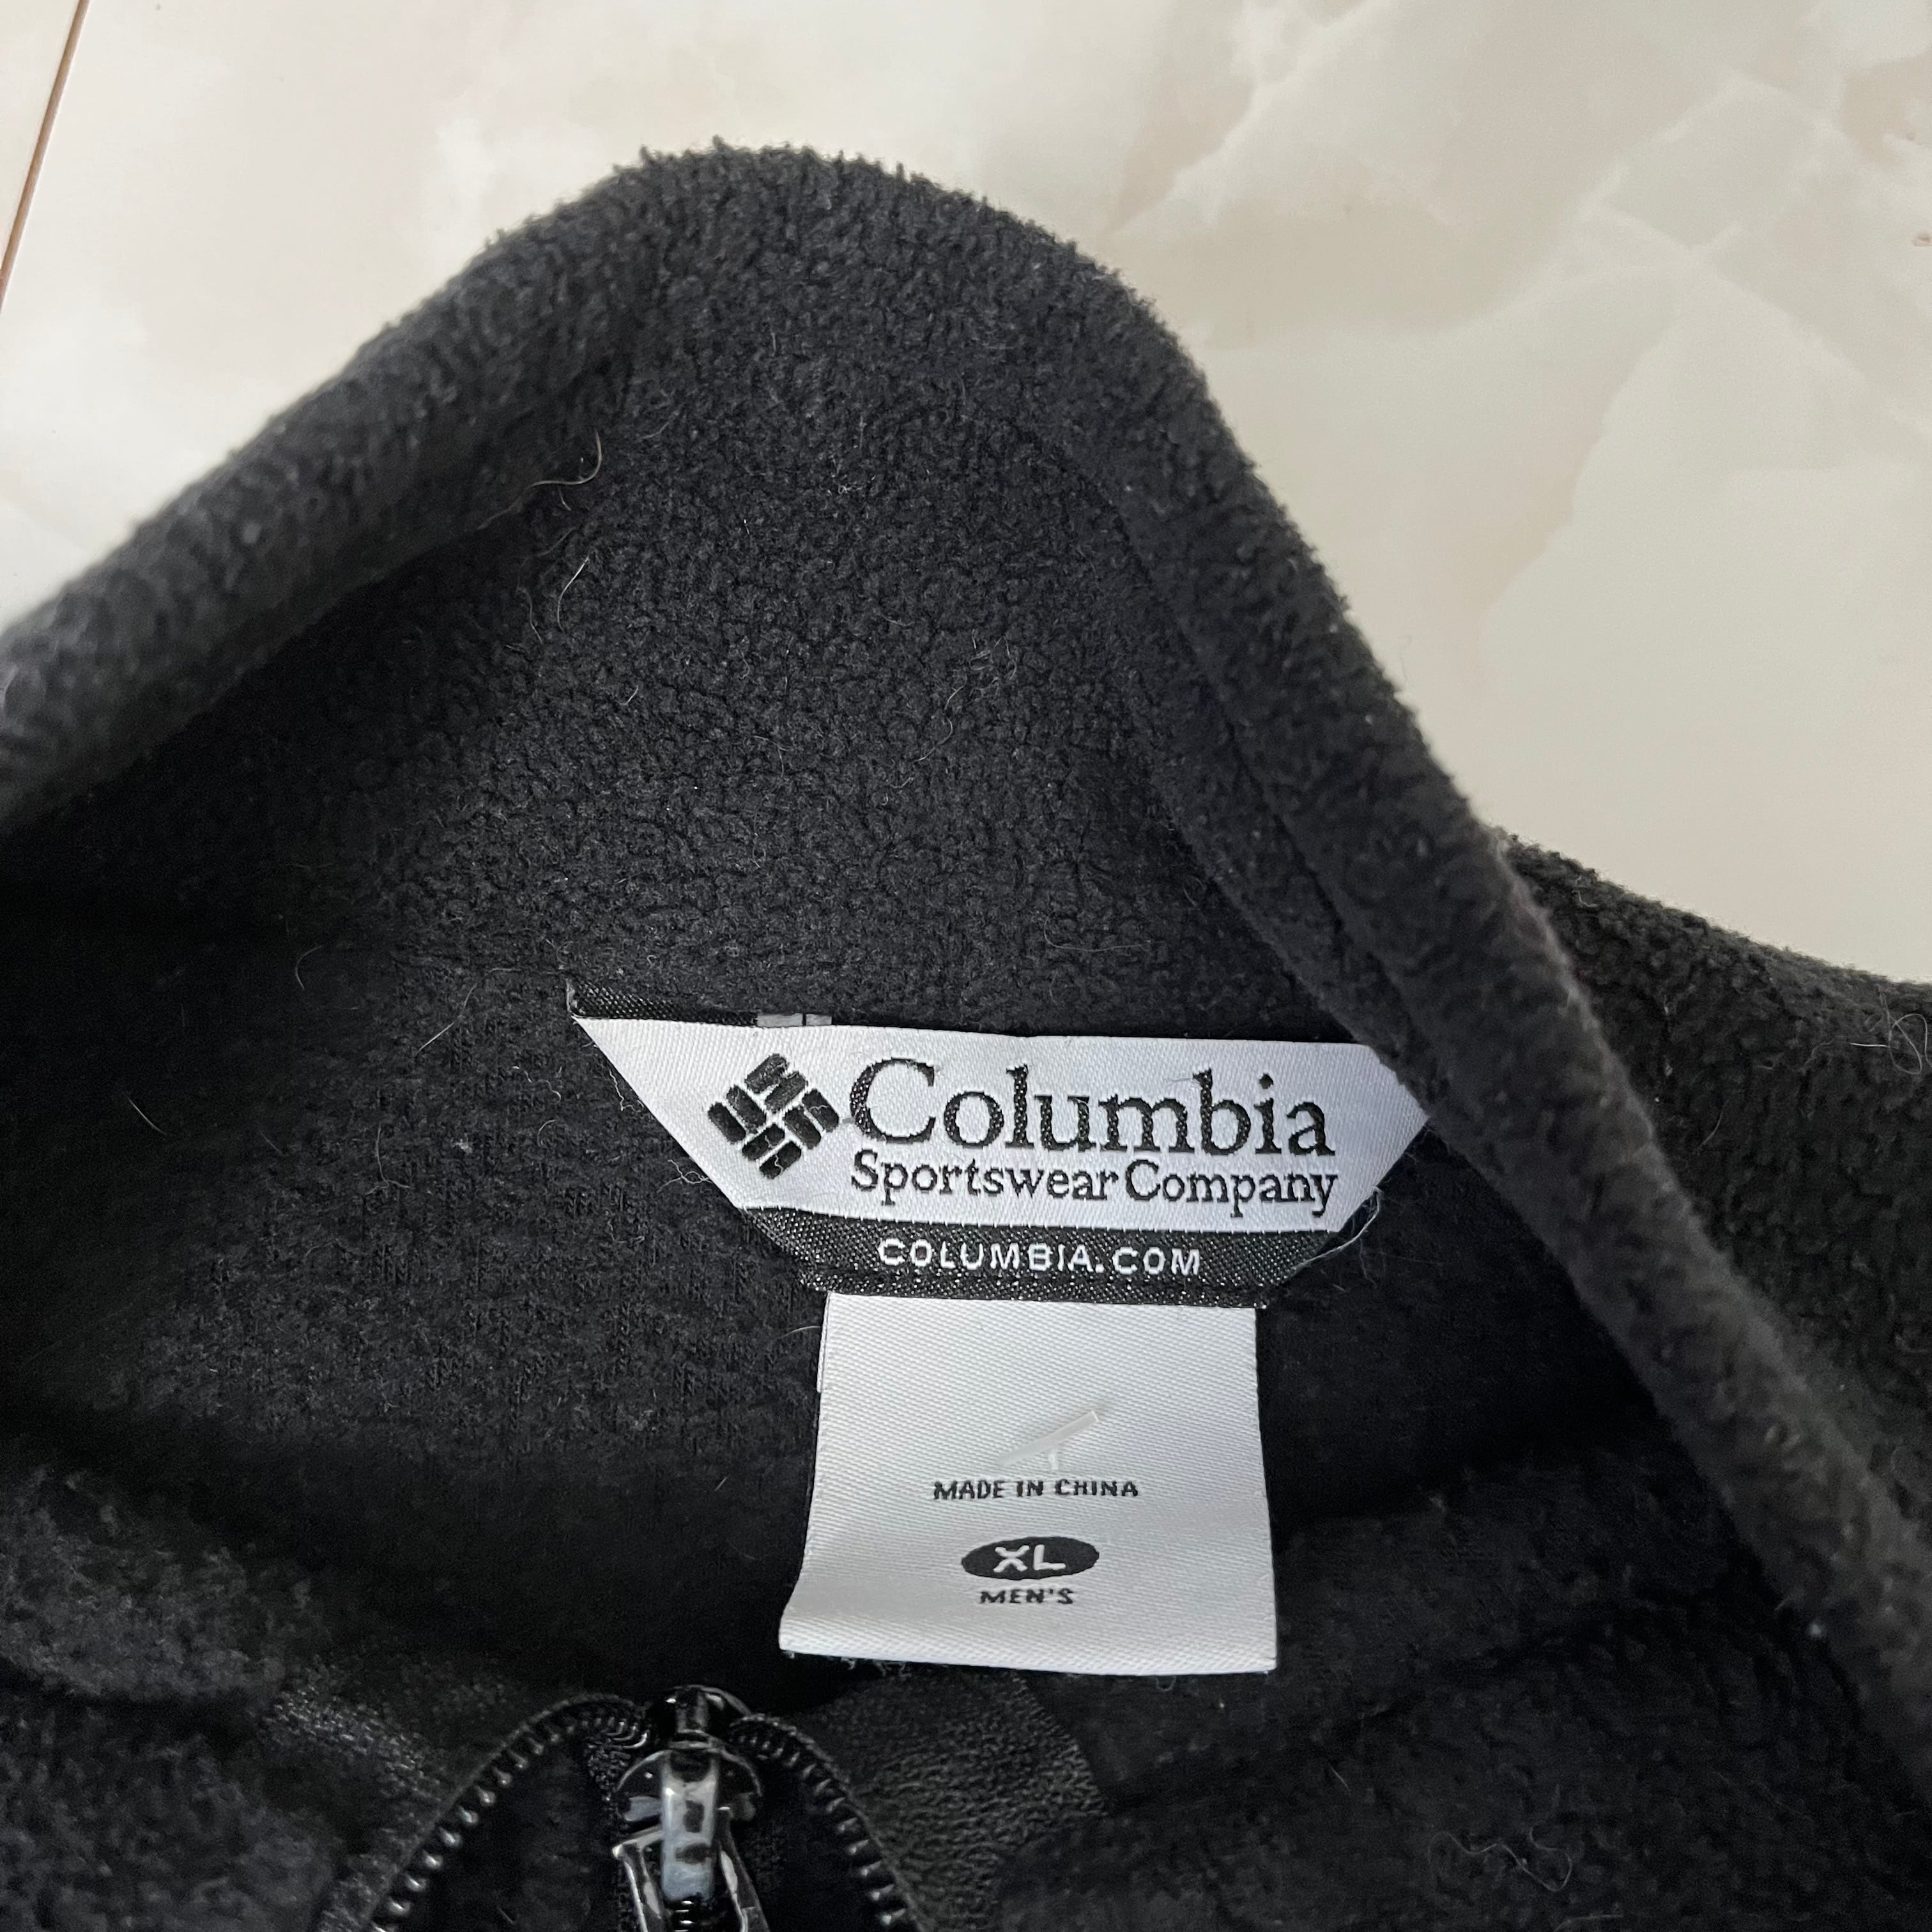 Columbia
Sportswear Company
COLUMBIA.COM
MADE IN CHINA
XL
MEN'S